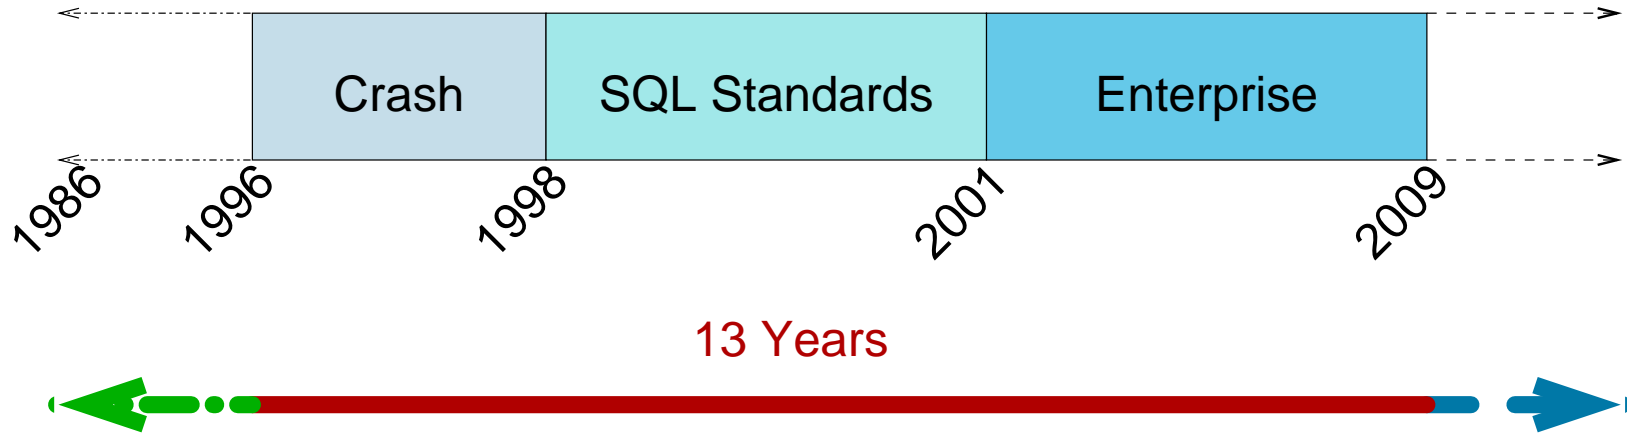 Crash
SQL Standards
Enterprise
1986
1996
1998
2001
2009
13 Years